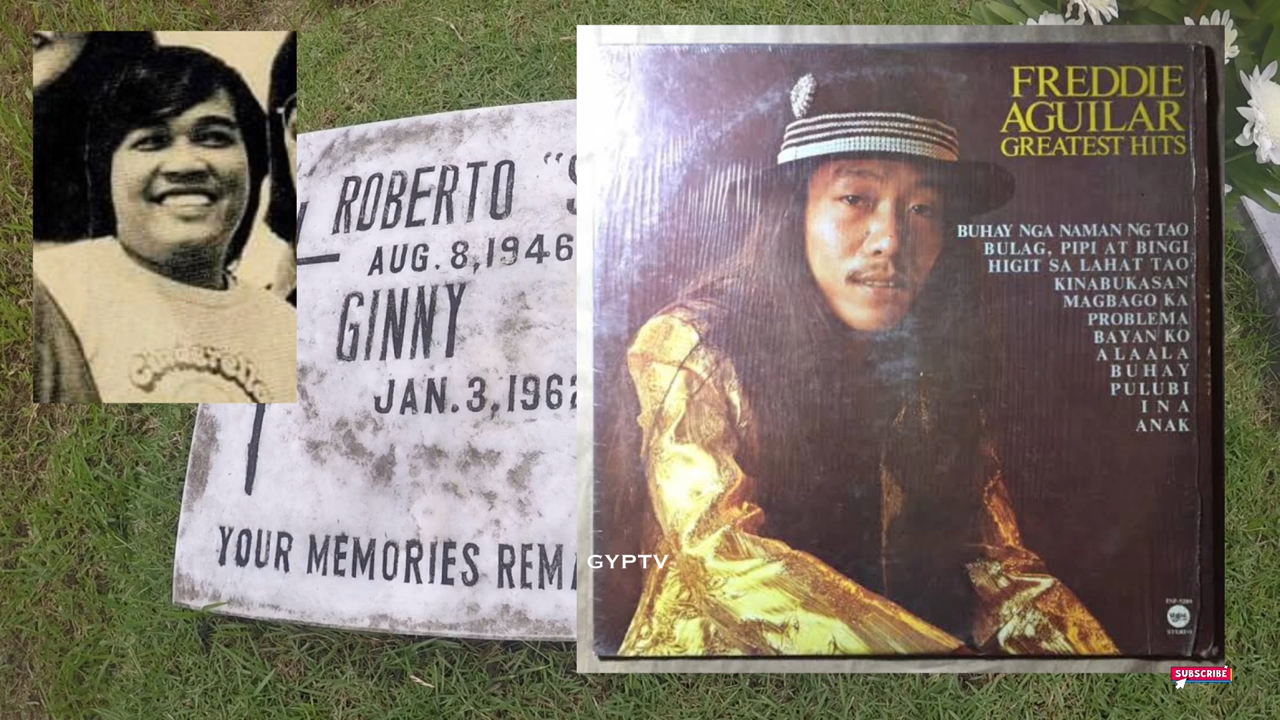 ROBERTO "S
AUG. 8, 1946
GINNY
JAN. 3, 196
YOUR MEMORIES REM
FREDDIE
AGUILAR
GREATEST HITS
BUHAY NGA NAMAN NG TAO
BULAG, PIPI AT BINGI
HIGIT SA LAHAT TAO
KINABUKASAN
MAGBAGO KA
PROBLEMA
BAYAN KO
ALAALA
BUHAY
PULUBI
INA
ANAK
STEREO
GYPTV
SUBSCRIBE